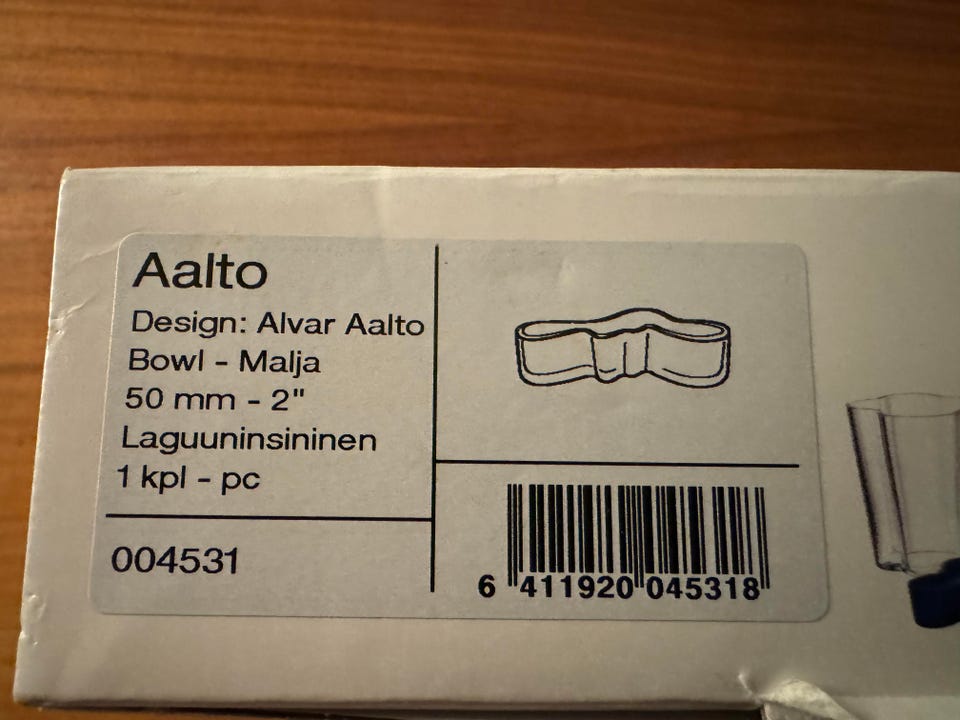 Aalto
Design: Alvar Aalto
Bowl - Malja
50 mm - 2"
Laguuninsininen
1 kpl - pc
004531
6 411920 045318